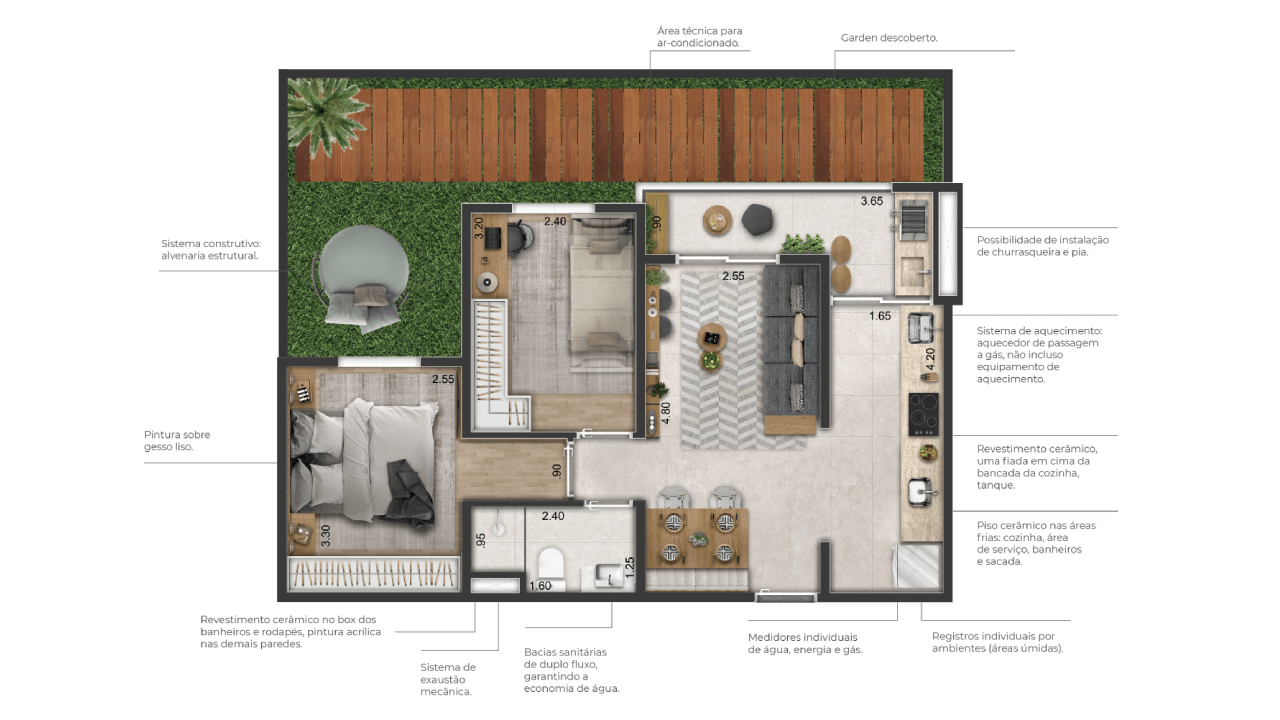 Área técnica para
ar-condicionado.
Garden descoberto.
3.65
.90
3.20
2.40
2.55
Sistema construtivo:
alvenaria estrutural.
Possibilidade de instalação
de churrasqueira e pia.
1.65
Sistema de aquecimento:
aquecedor de passagem
a gás, não incluso
equipamento de
aquecimento.
4.20
2.55
4.80
Pintura sobre
gesso liso.
Revestimento cerâmico,
uma fiada em cima da
bancada da cozinha,
tanque.
.90
2.40
3.30
.95
1.25
1.60
Piso cerâmico nas áreas
frias: cozinha, área
de serviço, banheiros
e sacada.
Revestimento cerâmico no box dos
banheiros e rodapés, pintura acrílica
nas demais paredes.
Sistema de
exaustão
mecânica.
Bacias sanitárias
de duplo fluxo,
garantindo a
economia de água.
Medidores individuais
de água, energia e gás.
Registros individuais por
ambientes (áreas úmidas).